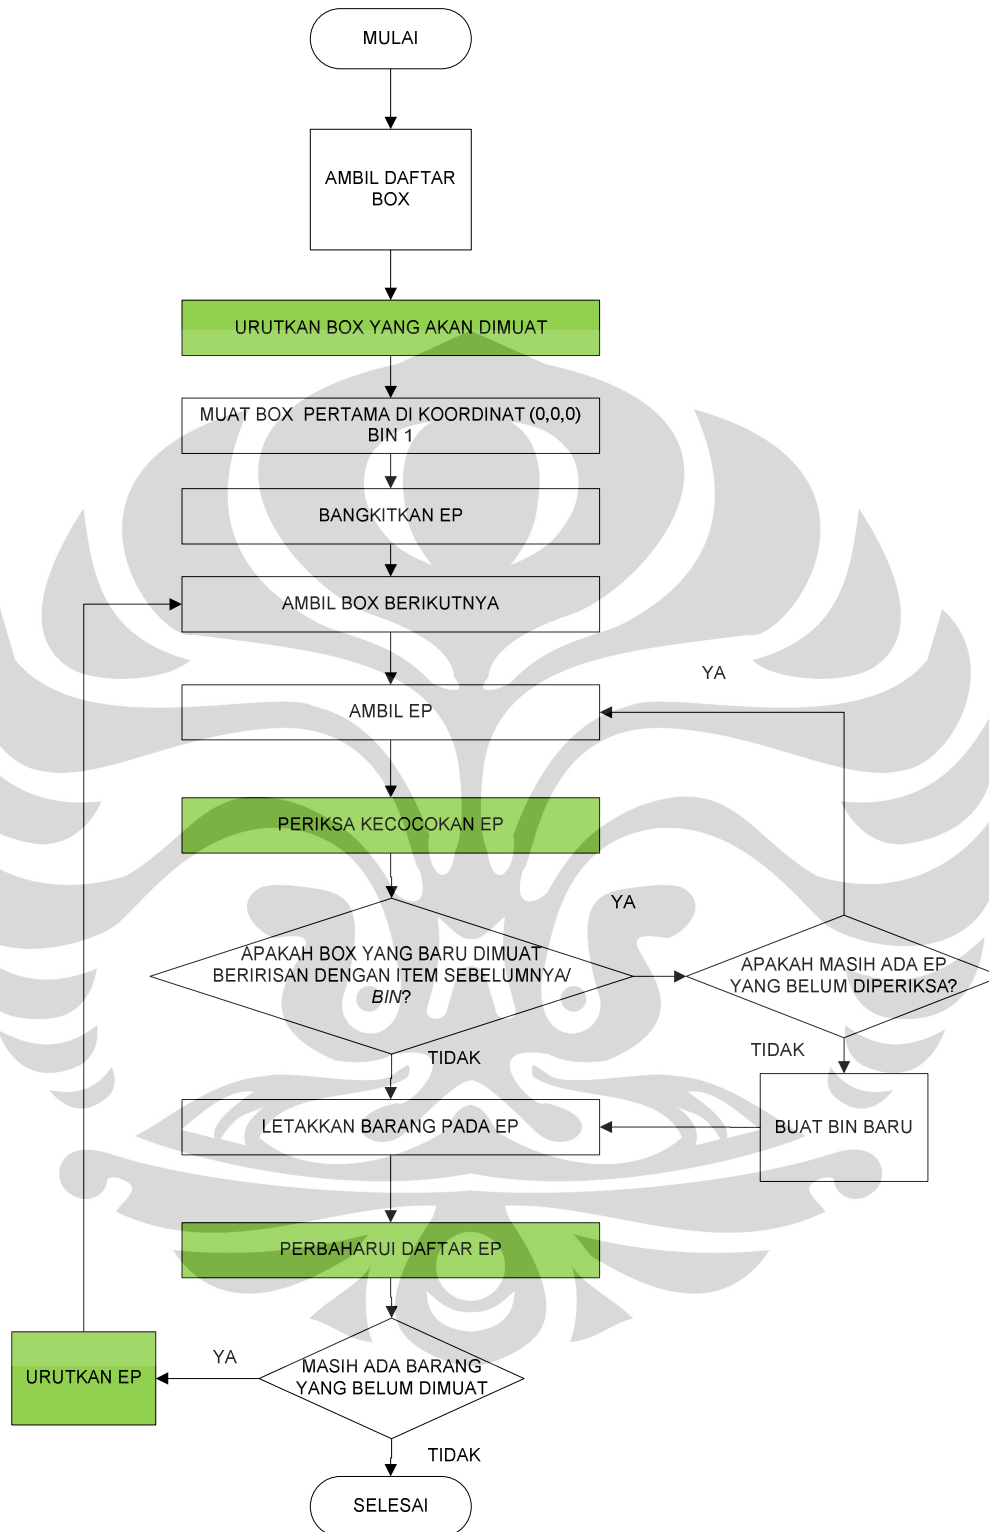 MULAI
AMBIL DAFTAR
BOX
URUTKAN BOX YANG AKAN DIMUAT
MUAT BOX PERTAMA DI KOORDINAT (0,0,0)
BIN 1
BANGKITKAN EP
AMBIL BOX BERIKUTNYA
YA
AMBIL EP
PERIKSA KECOCOKAN EP
YA
APAKAH BOX YANG BARU DIMUAT
BERIRISAN DENGAN ITEM SEBELUMNYA/
BIN?
APAKAH MASIH ADA EP
YANG BELUM DIPERIKSA?
TIDAK
TIDAK
LETAKKAN BARANG PADA EP
BUAT BIN BARU
PERBAHARUI DAFTAR EP
YA
MASIH ADA BARANG
YANG BELUM DIMUAT
URUTKAN EP
TIDAK
SELESAI